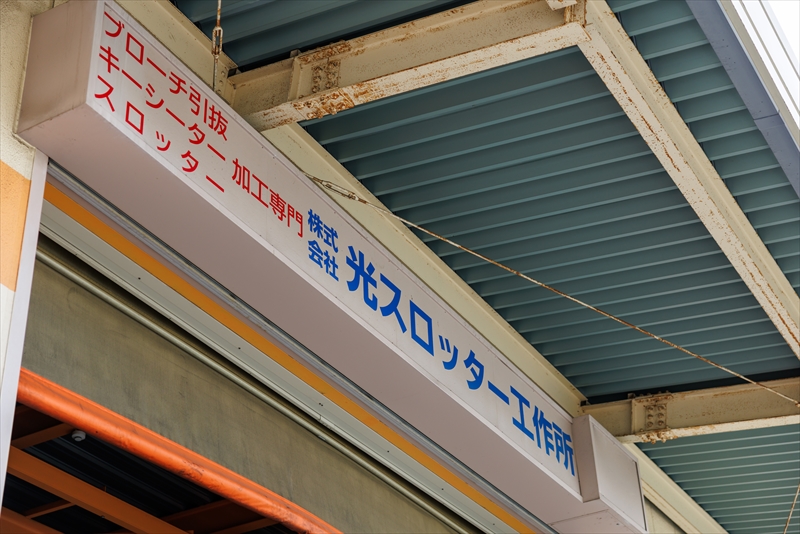 ブローチ引抜
キーシーター
スロッター
加工専門
株式
会社
光スロッター工作所